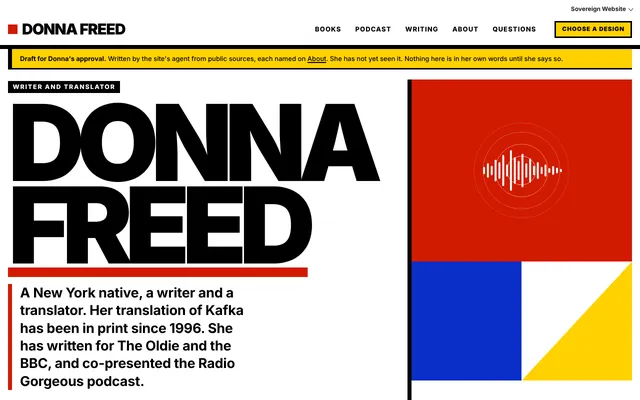 Sovereign Website
DONNA FREED
BOOKS PODCAST WRITING ABOUT QUESTIONS CHOOSE A DESIGN
Draft for Donna's approval. Written by the site's agent from public sources, each named on About. She has not yet seen it. Nothing here is in her own words until she says so.
WRITER AND TRANSLATOR
DONNA
FREED
A New York native, a writer and a
translator. Her translation of Kafka
has been in print since 1996. She
has written for The Oldie and the
BBC, and co-presented the Radio
Gorgeous podcast.